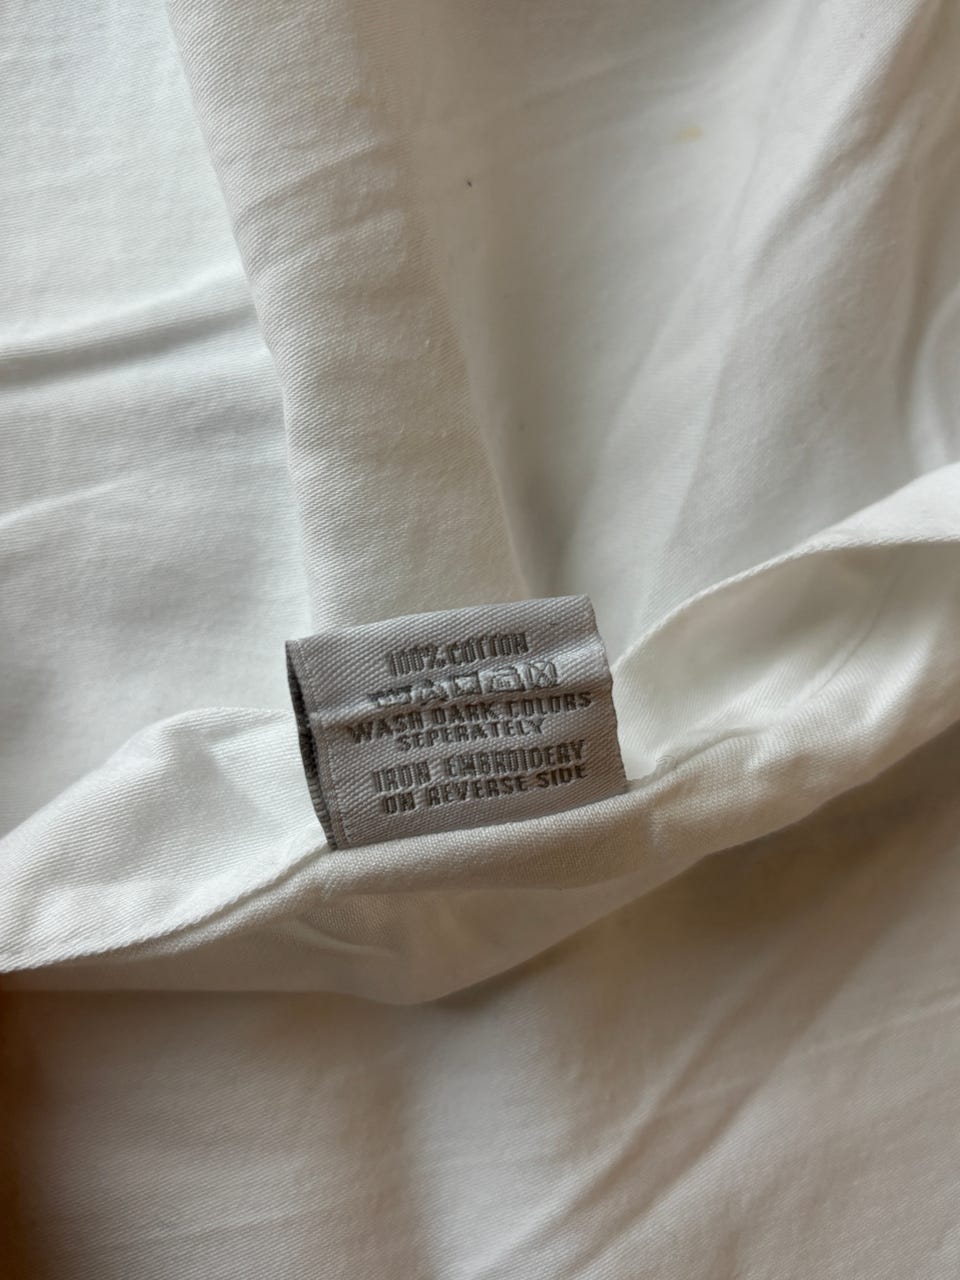 100% COTTON
WASH DARK COLORS
SEPERATELY
IRON EMBROIDERY
ON REVERSE SIDE